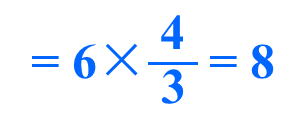 = 6 × 4/3 = 8